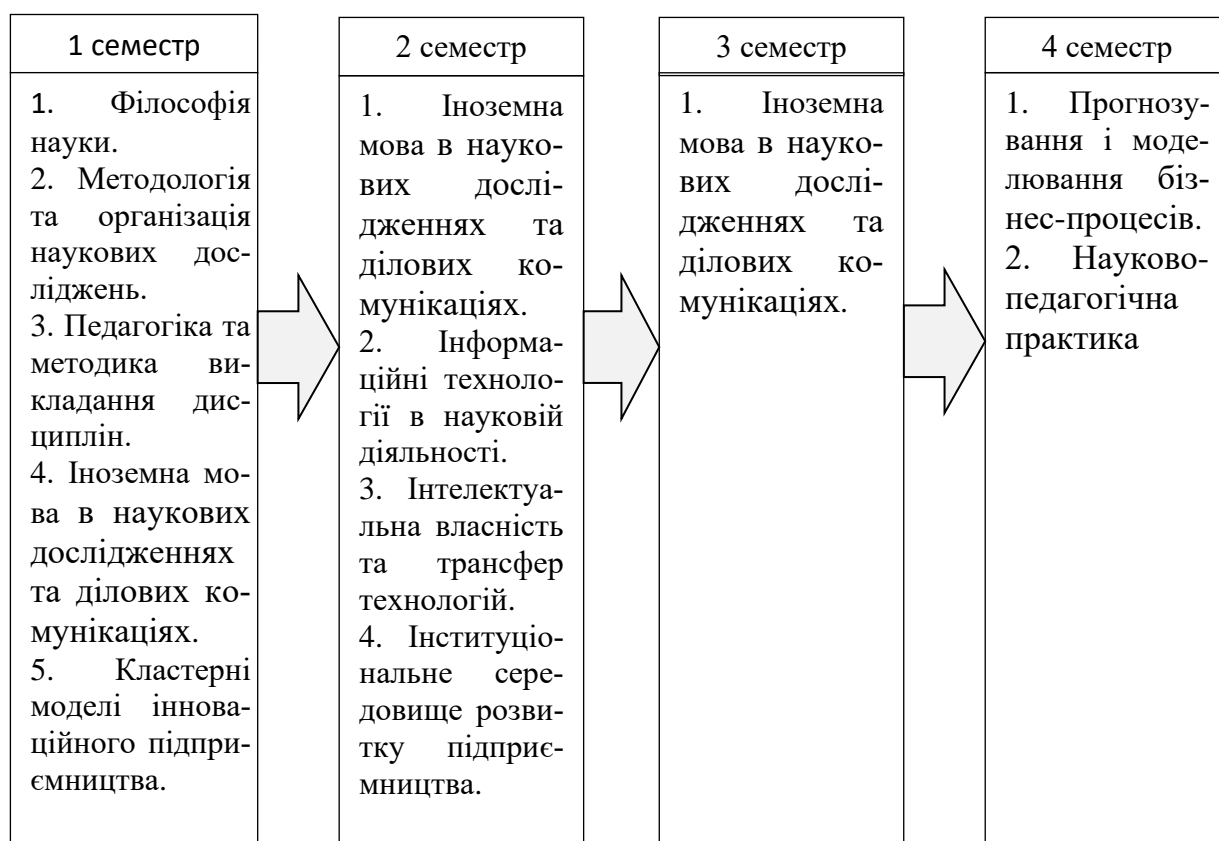 1 семестр
1. Філософія
науки.
2. Методологія
та організація
наукових дос-
ліджень.
3. Педагогіка та
методика ви-
кладання дис-
циплін.
4. Іноземна мо-
ва в наукових
дослідженнях
та ділових ко-
мунікаціях.
5. Кластерні
моделі іннова-
ційного підпри-
ємництва.
2 семестр
1. Іноземна
мова в науко-
вих дослі-
дженнях та
ділових ко-
мунікаціях.
2. Інформа-
ційні техноло-
гії в науковій
діяльності.
3. Інтелектуа-
льна власність
та трансфер
технологій.
4. Інституціо-
нальне сере-
довище розви-
тку підприє-
мництва.
3 семестр
1. Іноземна
мова в науко-
вих дослі-
дженнях та
ділових ко-
мунікаціях.
4 семестр
1. Прогнозу-
вання і моде-
лювання біз-
нес-процесів.
2. Науково-
педагогічна
практика